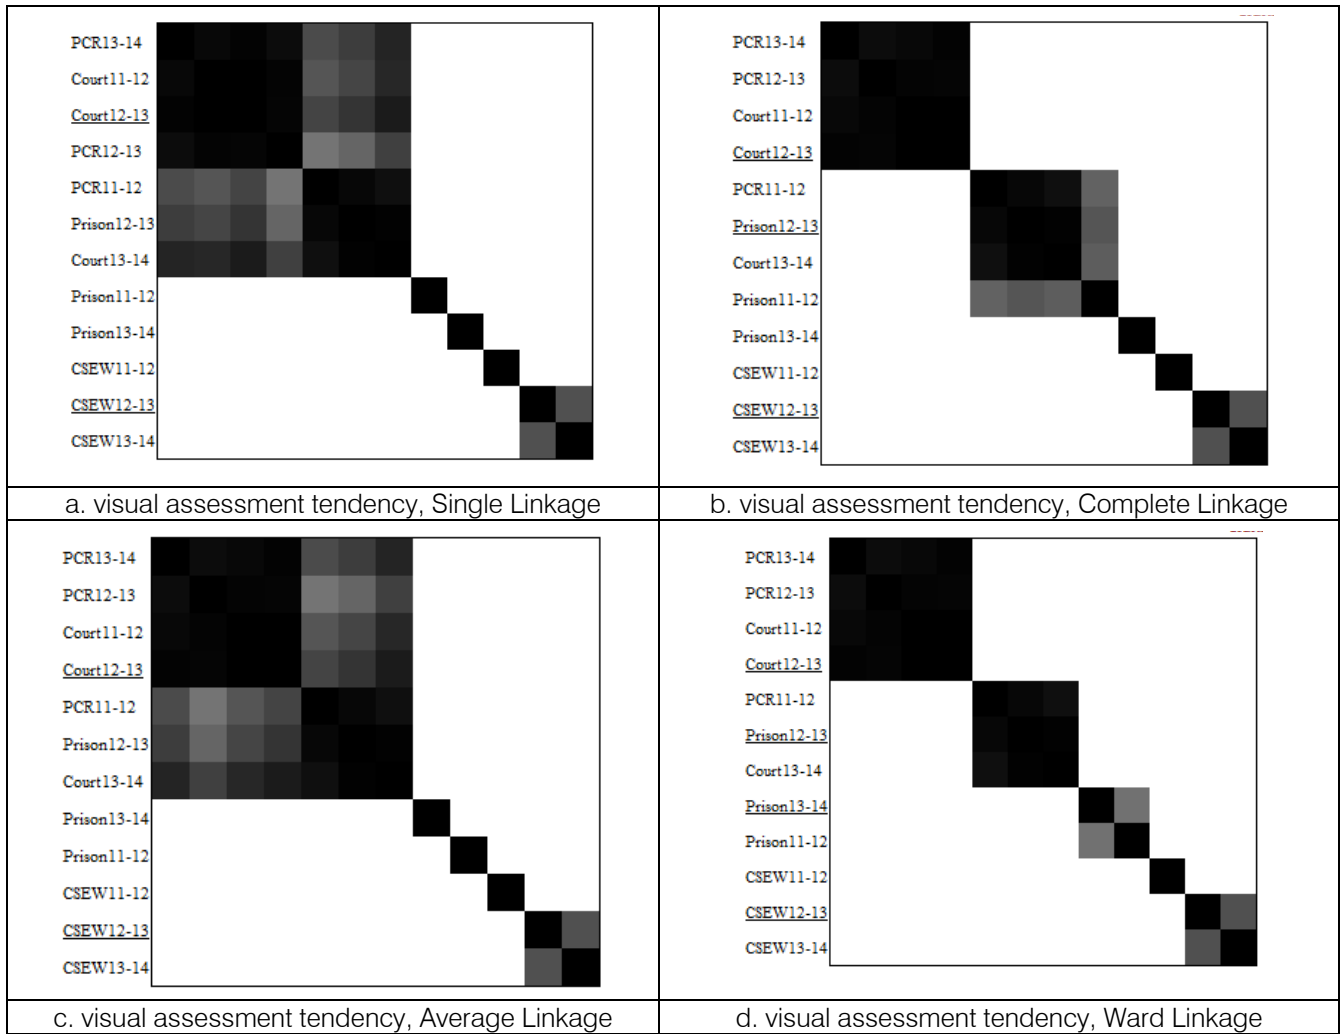 PCR13-14
Court11-12
Court12-13
PCR12-13
PCR11-12
Prison12-13
Court13-14
Prison11-12
Prison13-14
CSEW11-12
CSEW12-13
CSEW13-14
a. visual assessment tendency, Single Linkage
PCR13-14
PCR12-13
Court11-12
Court12-13
PCR11-12
Prison12-13
Court13-14
Prison11-12
Prison13-14
CSEW11-12
CSEW12-13
CSEW13-14
b. visual assessment tendency, Complete Linkage
PCR13-14
PCR12-13
Court11-12
Court12-13
PCR11-12
Prison12-13
Court13-14
Prison13-14
Prison11-12
CSEW11-12
CSEW12-13
CSEW13-14
c. visual assessment tendency, Average Linkage
PCR13-14
PCR12-13
Court11-12
Court12-13
PCR11-12
Prison12-13
Court13-14
Prison13-14
Prison11-12
CSEW11-12
CSEW12-13
CSEW13-14
d. visual assessment tendency, Ward Linkage